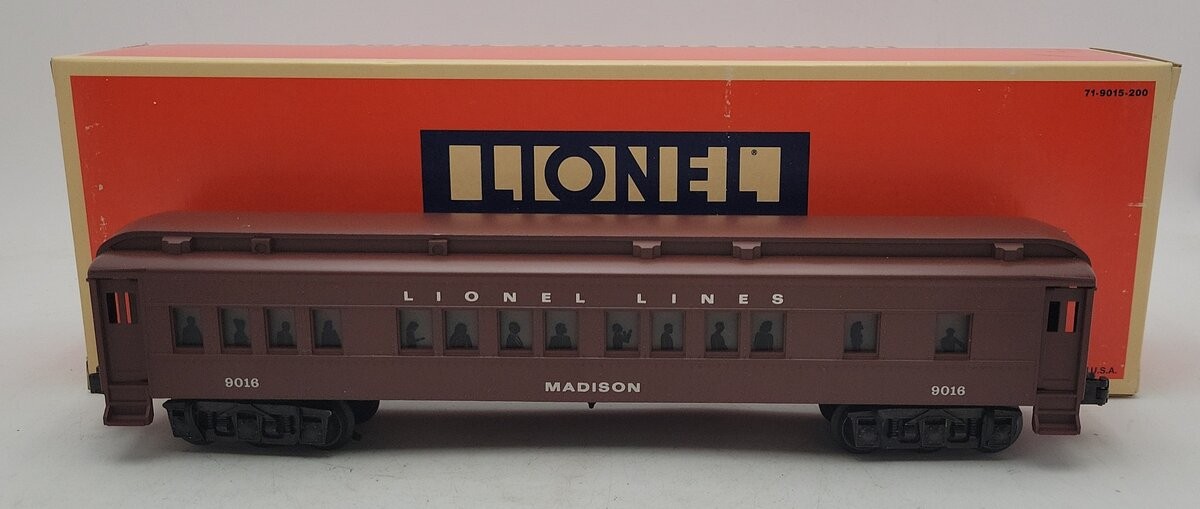 71-9015-200
LIONEL®
LIONEL LINES
9016 MADISON 9016
U.S.A.